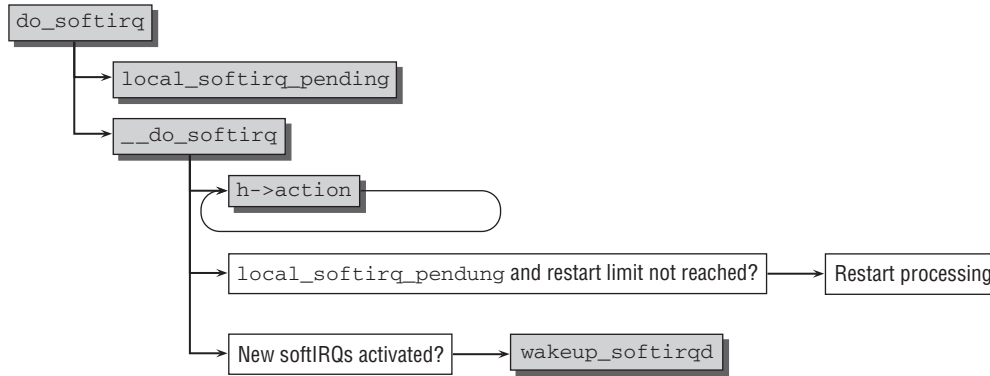 do_softirq
local_softirq_pending
__do_softirq
h->action
local_softirq_pendung and restart limit not reached?
Restart processing
New softIRQs activated?
wakeup_softirqd